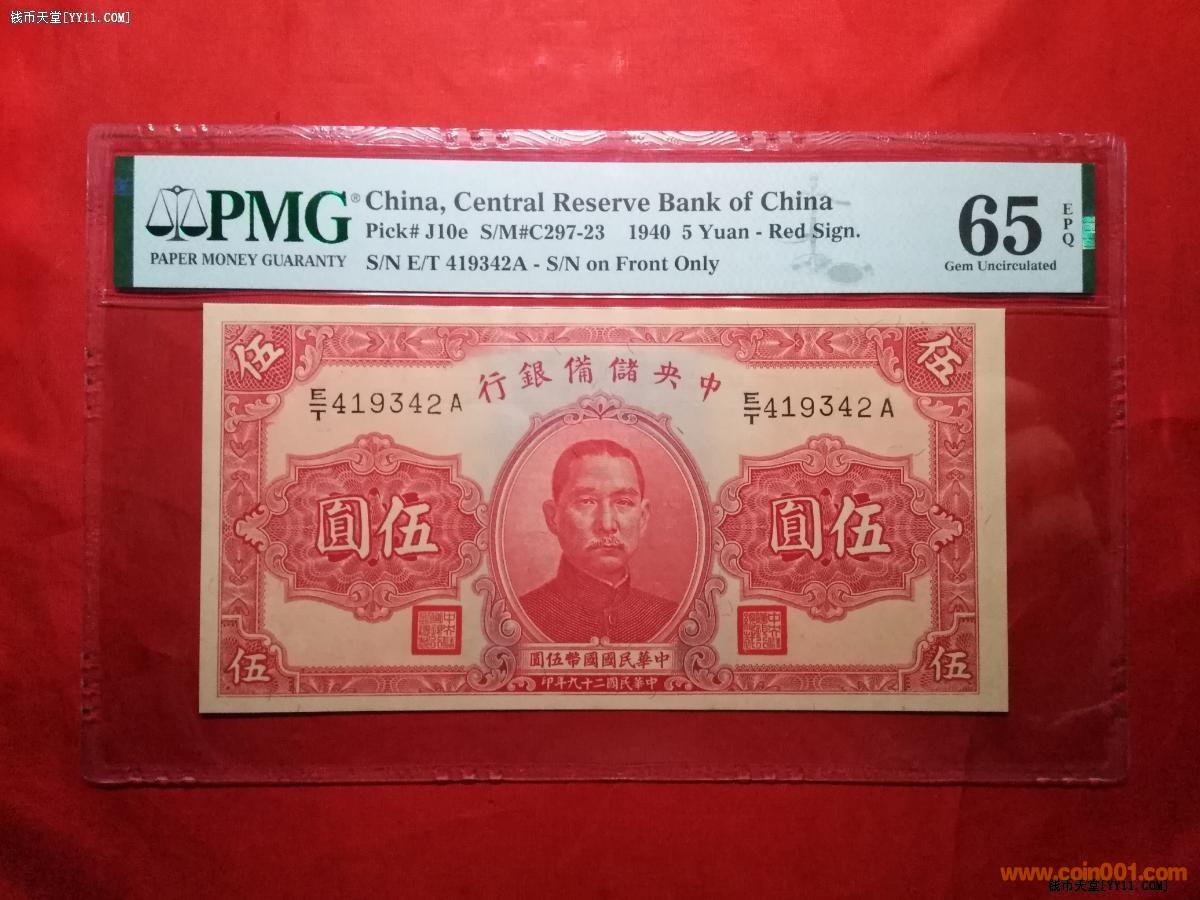 钱币天堂[YY11.COM]
PMG®
PAPER MONEY GUARANTY
China, Central Reserve Bank of China
Pick# J10e S/M#C297-23 1940 5 Yuan - Red Sign.
S/N E/T 419342A - S/N on Front Only
65
EPQ
Gem Uncirculated
伍
伍
行銀備儲央中
E/T 419342 A
E/T 419342 A
圓伍
圓伍
圓伍幣國國民華中
印年九十二國民華中
伍
伍
www.coin001.com
钱币天堂[YY11.COM]